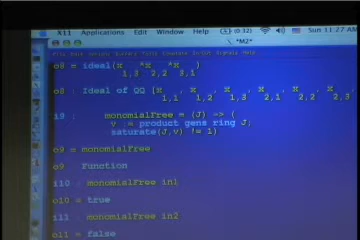 X11 Applications Edit Window Help (0:32) Sun 11:27 AM
*M2*
o8 = ideal(x *x *x )
1,3 2,2 3,1
o8 : Ideal of QQ [x , x , x , x , x , x
1,1 1,2 1,3 2,1 2,2 2,3
i9 : monomialFree = (J) -> (
v := product gens ring J;
saturate(J,v) != 1)
o9 = monomialFree
o9 : Function
i10 : monomialFree in1
o10 = true
i11 : monomialFree in2
o11 = false